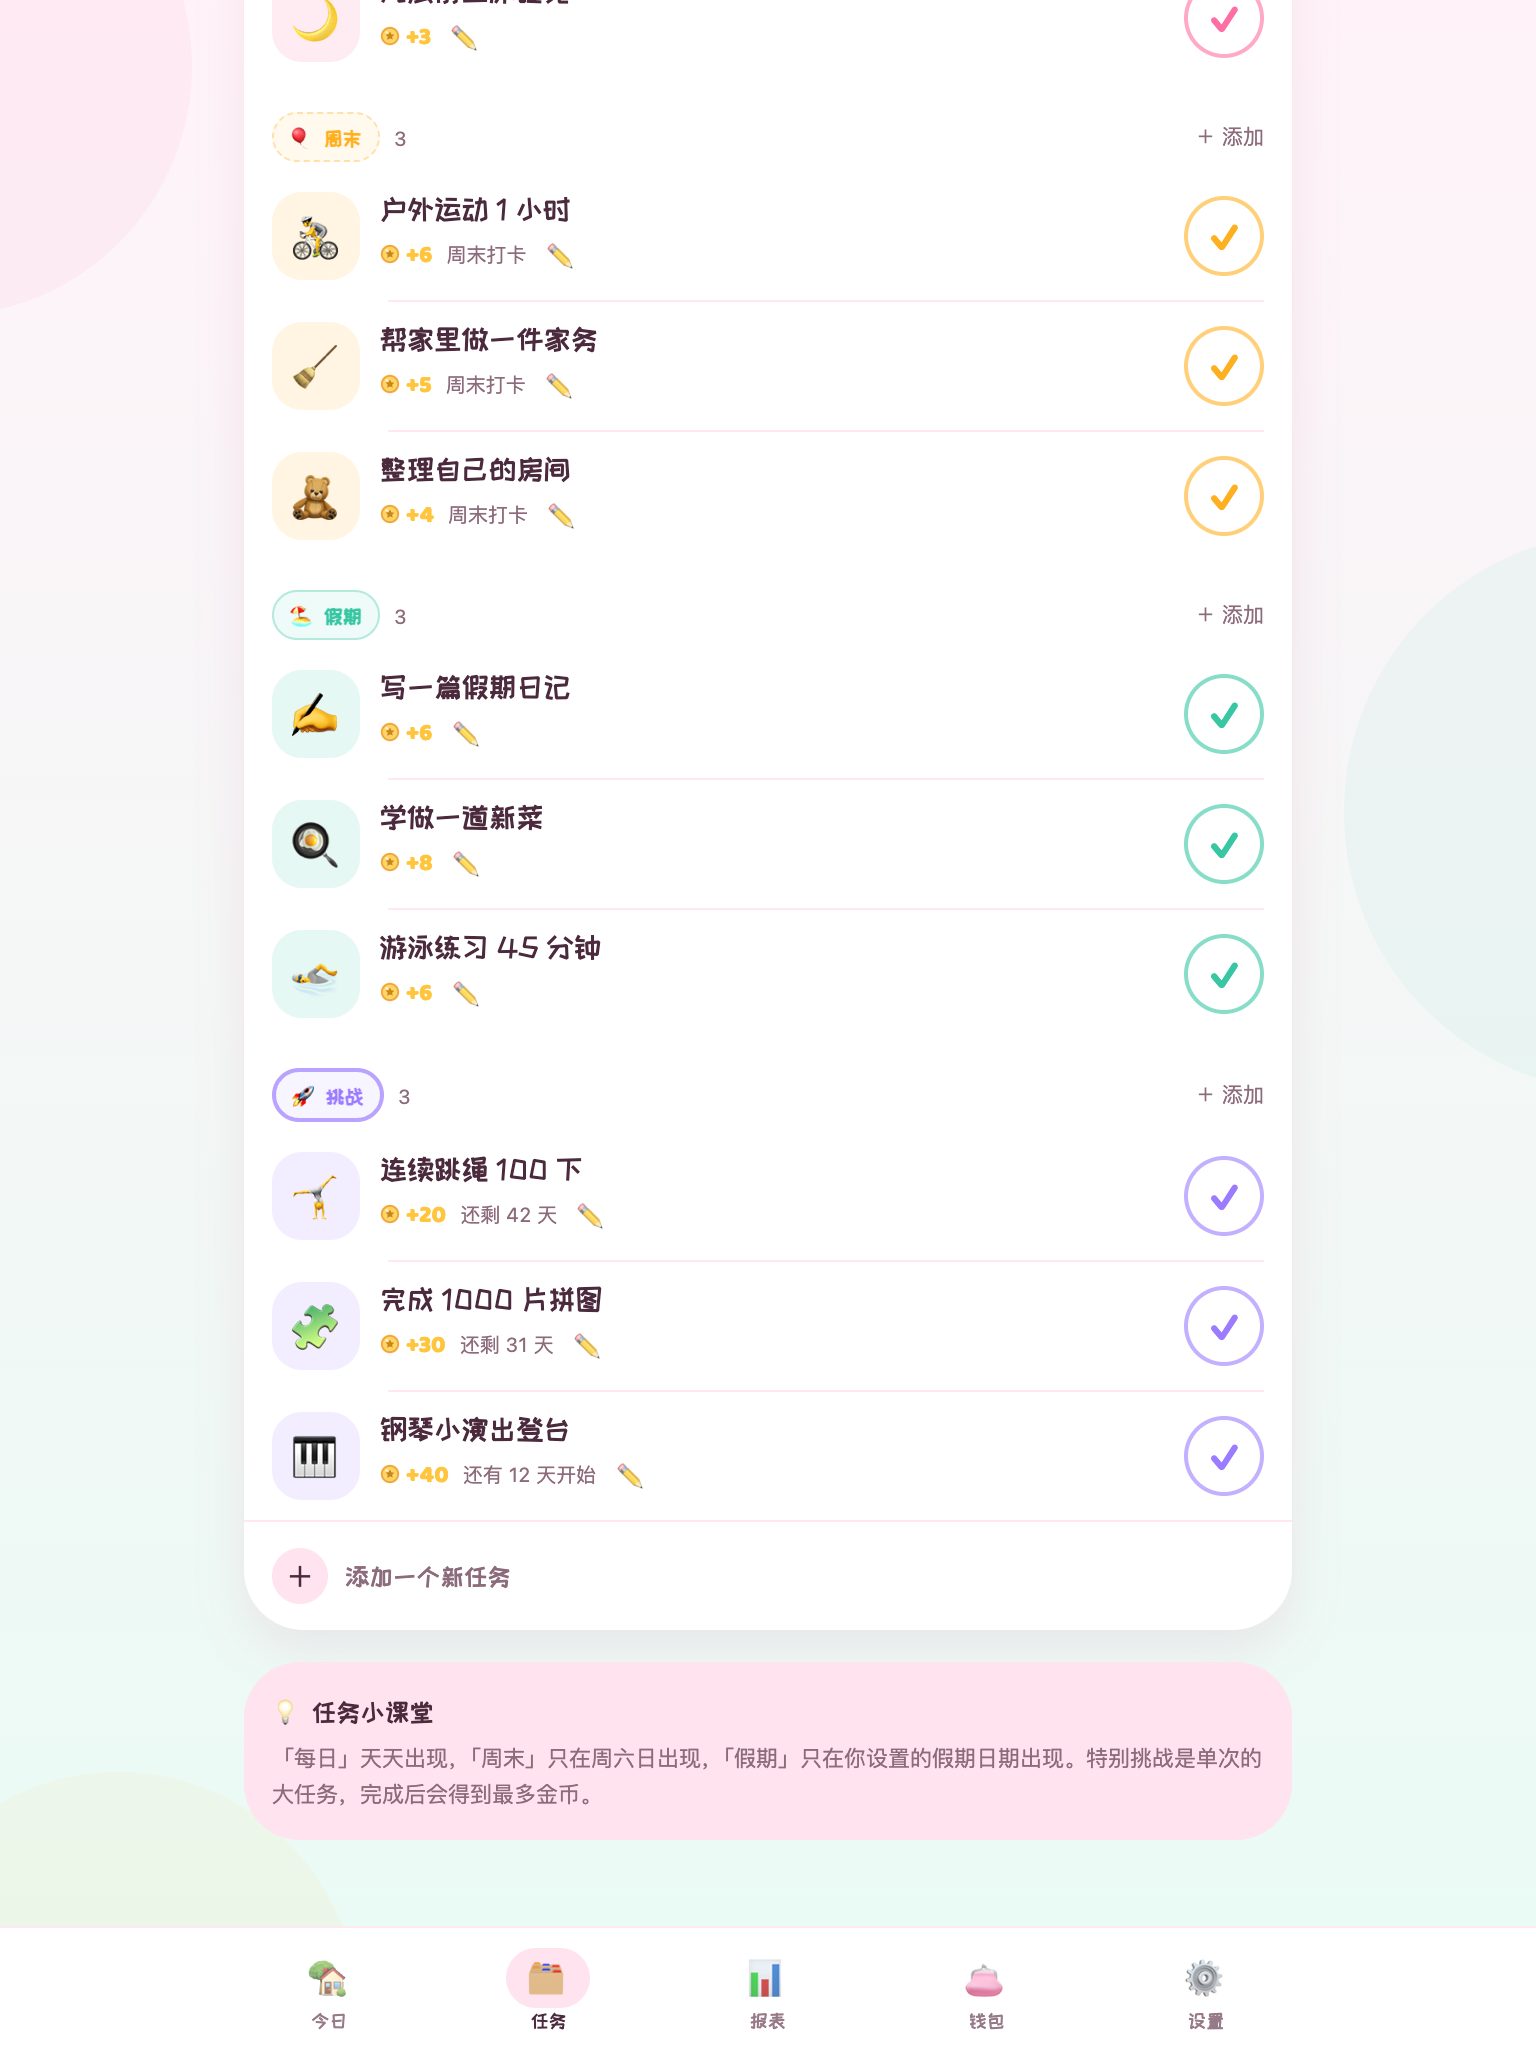 +3
周末 3 + 添加
户外运动 1 小时
+6 周末打卡
帮家里做一件家务
+5 周末打卡
整理自己的房间
+4 周末打卡
假期 3 + 添加
写一篇假期日记
+6
学做一道新菜
+8
游泳练习 45 分钟
+6
挑战 3 + 添加
连续跳绳 100 下
+20 还剩 42 天
完成 1000 片拼图
+30 还剩 31 天
钢琴小演出登台
+40 还有 12 天开始
+ 添加一个新任务
任务小课堂
「每日」天天出现，「周末」只在周六日出现，「假期」只在你设置的假期日期出现。特别挑战是单次的
大任务，完成后会得到最多金币。
今日 任务 报表 钱包 设置